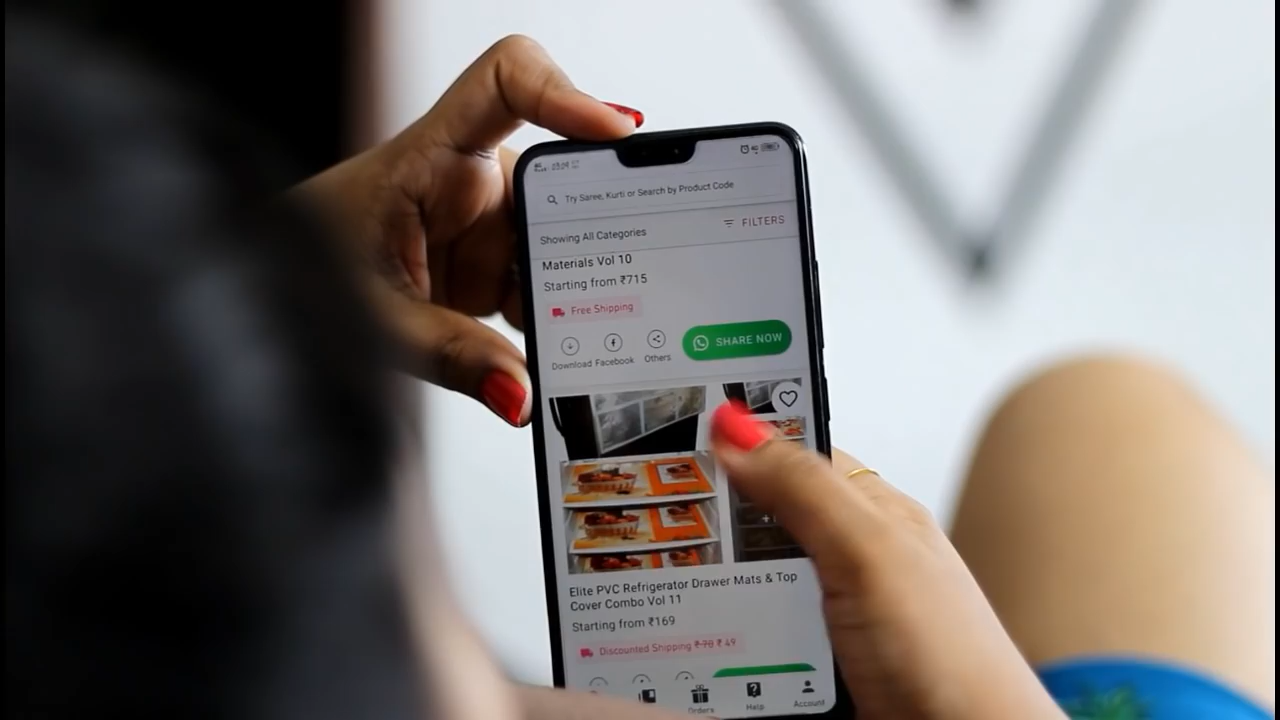 Try Saree, Kurti or Search by Product Code
Showing All Categories
FILTERS
Materials Vol 10
Starting from ₹715
Free Shipping
Download
Facebook
Others
SHARE NOW
Elite PVC Refrigerator Drawer Mats & Top
Cover Combo Vol 11
Starting from ₹169
Discounted Shipping ₹ 70 ₹ 49
Orders
Help
Account